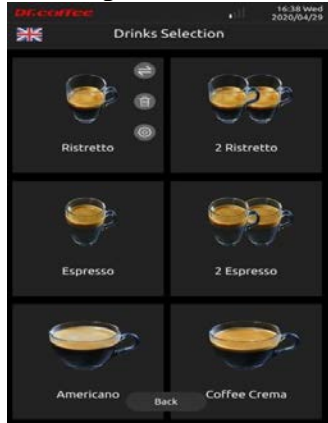 Dr.coffee
16:38 Wed
2020/04/29
Drinks Selection
Ristretto
2 Ristretto
Espresso
2 Espresso
Americano
Coffee Crema
Back